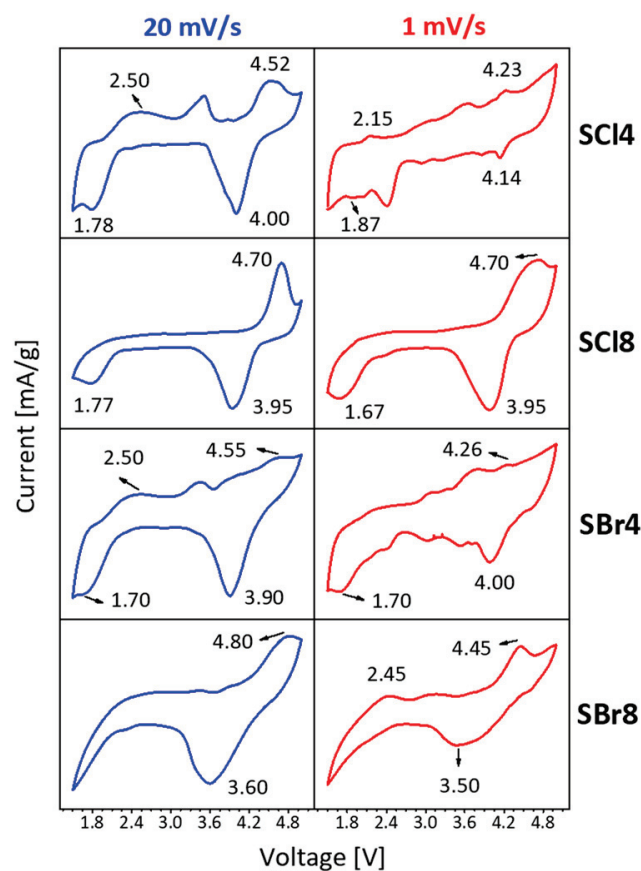 20 mV/s
1 mV/s
2.50
4.52
1.78
4.00
2.15
4.23
1.87
4.14
SCl4
4.70
1.77
3.95
4.70
1.67
3.95
SCl8
2.50
4.55
1.70
3.90
4.26
1.70
4.00
SBr4
4.80
3.60
2.45
4.45
3.50
SBr8
Current [mA/g]
1.8 2.4 3.0 3.6 4.2 4.8
1.8 2.4 3.0 3.6 4.2 4.8
Voltage [V]